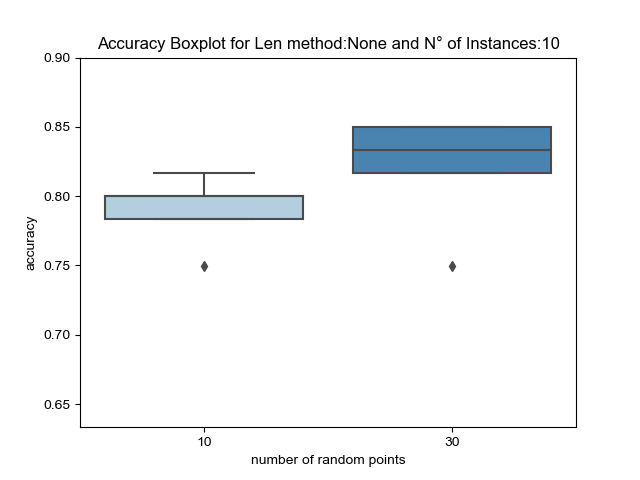 Accuracy Boxplot for Len method:None and N° of Instances:10
0.90
0.85
0.80
0.75
0.70
0.65
accuracy
10 30
number of random points